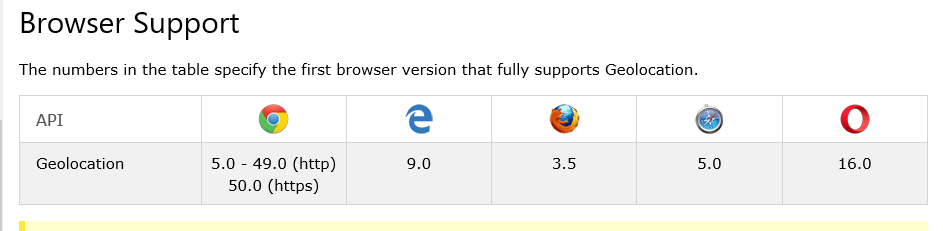 Browser Support
The numbers in the table specify the first browser version that fully supports Geolocation.
API
Geolocation 5.0 - 49.0 (http) 9.0 3.5 5.0 16.0
50.0 (https)